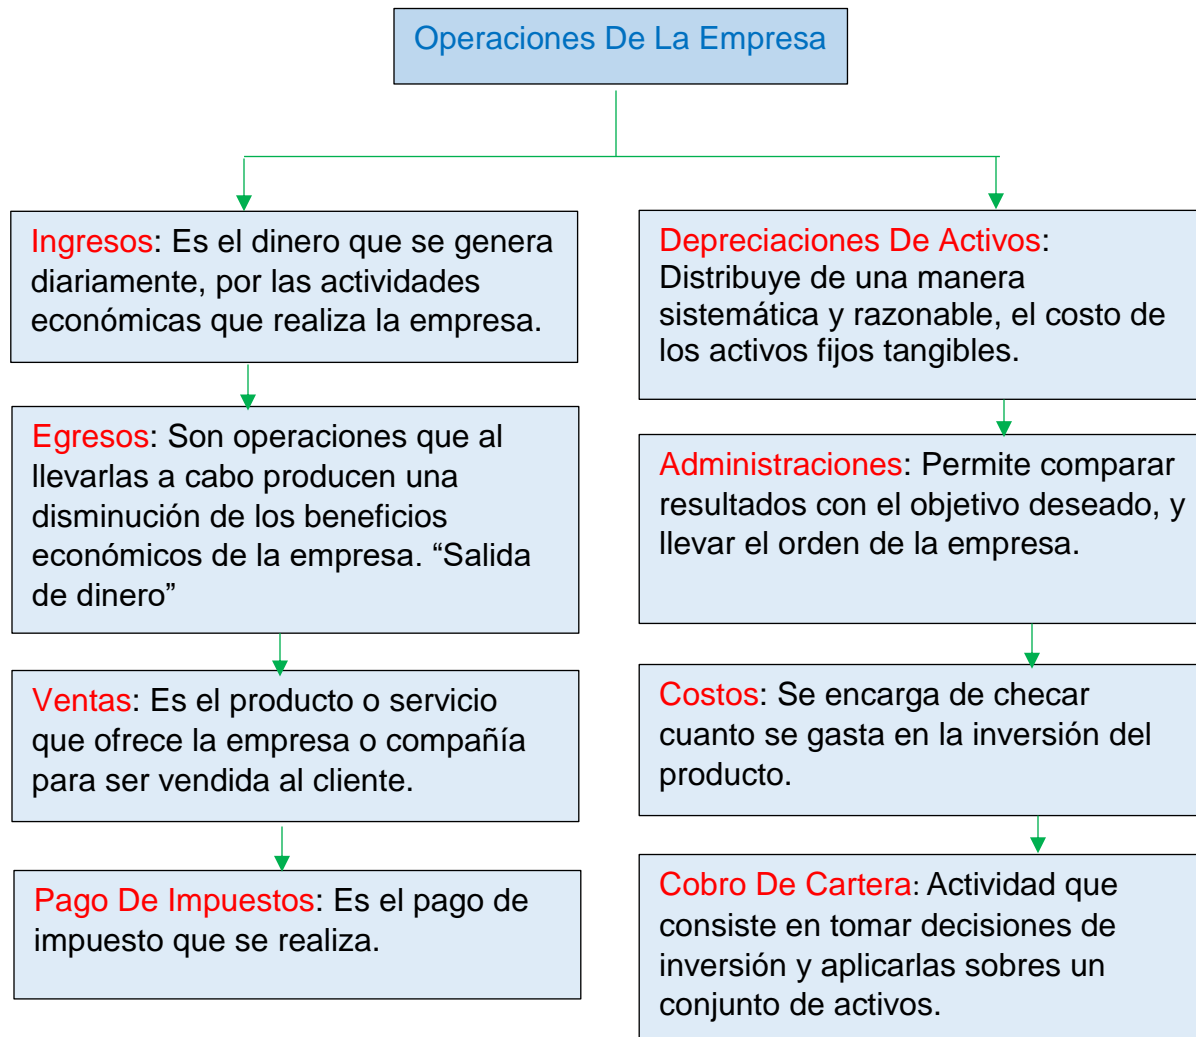 Operaciones De La Empresa
Ingresos: Es el dinero que se genera
diariamente, por las actividades
económicas que realiza la empresa.
Egresos: Son operaciones que al
llevarlas a cabo producen una
disminución de los beneficios
económicos de la empresa. “Salida
de dinero”
Ventas: Es el producto o servicio
que ofrece la empresa o compañía
para ser vendida al cliente.
Pago De Impuestos: Es el pago de
impuesto que se realiza.
Depreciaciones De Activos:
Distribuye de una manera
sistemática y razonable, el costo de
los activos fijos tangibles.
Administraciones: Permite comparar
resultados con el objetivo deseado, y
llevar el orden de la empresa.
Costos: Se encarga de checar
cuanto se gasta en la inversión del
producto.
Cobro De Cartera: Actividad que
consiste en tomar decisiones de
inversión y aplicarlas sobres un
conjunto de activos.